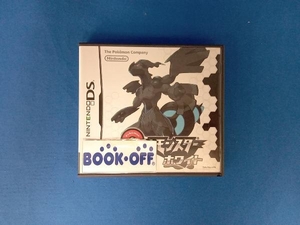 The Pokémon Company
Nintendo
NINTENDO DS
モンスター
ホワイト
BOOK·OFF